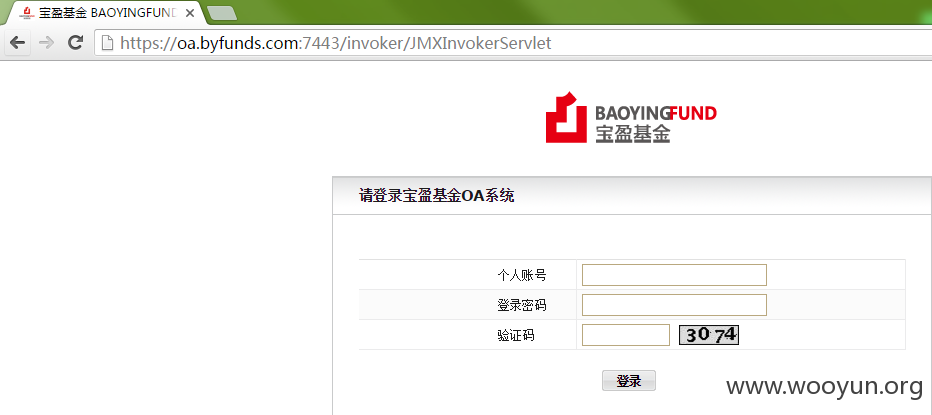 宝盈基金 BAOYINGFUND
https://oa.byfunds.com:7443/invoker/JMXInvokerServlet
BAOYINGFUND
宝盈基金
请登录宝盈基金OA系统
个人账号
登录密码
验证码 3074
登录
www.wooyun.org